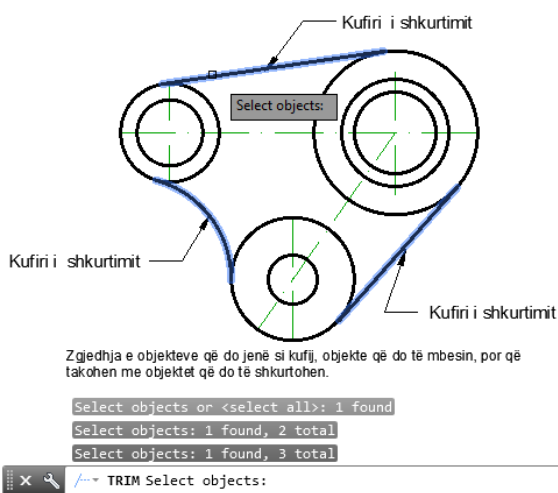 Kufiri i shkurtimit
Select objects:
Kufiri i shkurtimit
Kufiri i shkurtimit
Zgjedhja e objekteve që do jenë si kufij, objekte që do të mbesin, por që
takohen me objektet që do të shkurtohen.
Select objects or <select all>: 1 found
Select objects: 1 found, 2 total
Select objects: 1 found, 3 total
TRIM Select objects: